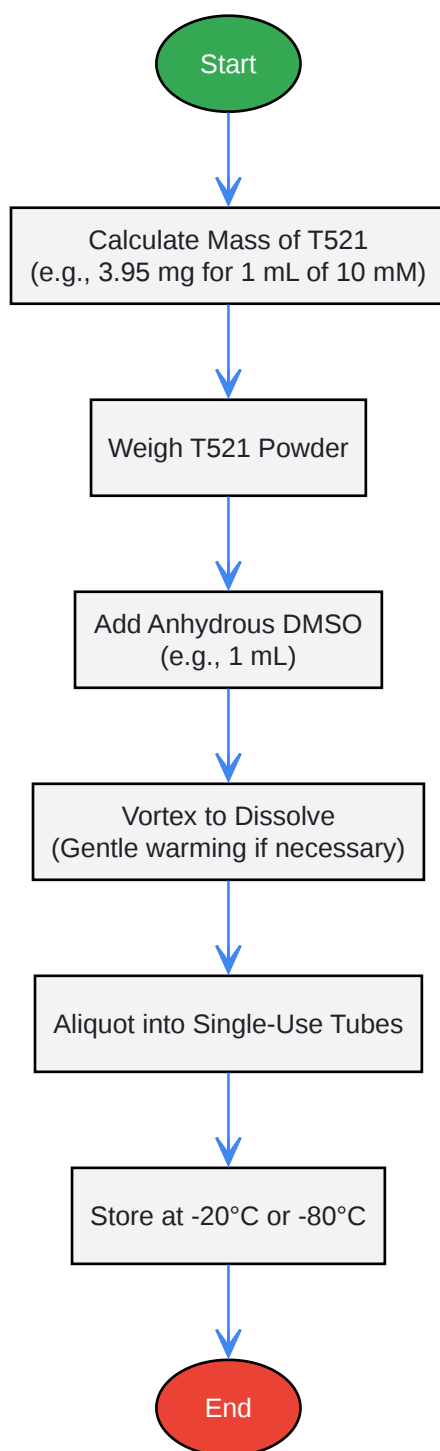 Start
Calculate Mass of T521
(e.g., 3.95 mg for 1 mL of 10 mM)
Weigh T521 Powder
Add Anhydrous DMSO
(e.g., 1 mL)
Vortex to Dissolve
(Gentle warming if necessary)
Aliquot into Single-Use Tubes
Store at -20°C or -80°C
End